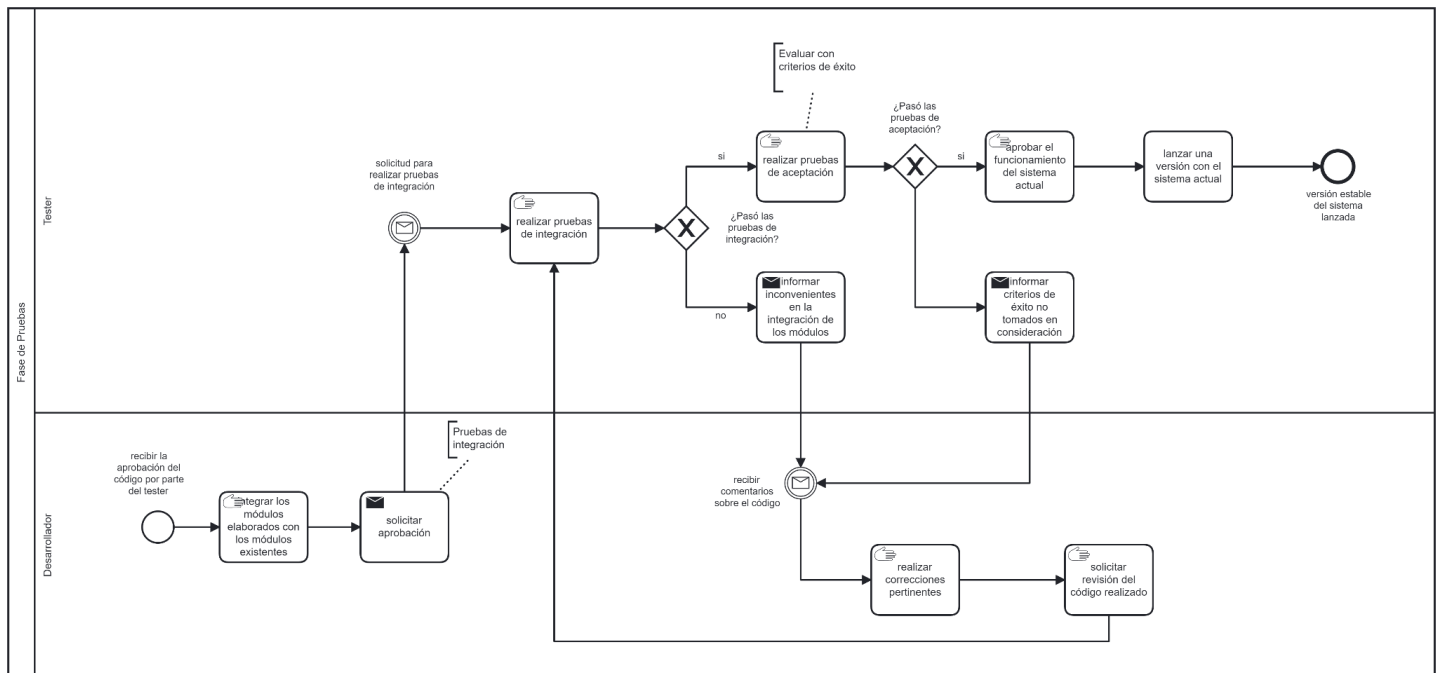 Fase de Pruebas
Tester
solicitud para
realizar pruebas
de integración
realizar pruebas
de integración
¿Pasó las
pruebas de
integración?
si
no
Evaluar con
criterios de éxito
realizar pruebas
de aceptación
informar
inconvenientes
en la
integración de
los módulos
¿Pasó las
pruebas de
aceptación?
si
aprobar el
funcionamiento
del sistema
actual
informar
criterios de
éxito no
tomados en
consideración
lanzar una
versión con el
sistema actual
versión estable
del sistema
lanzada
Desarrollador
recibir la
aprobación del
código por parte
del tester
ntegrar los
módulos
elaborados con
los módulos
existentes
solicitar
aprobación
Pruebas de
integración
recibir
comentarios
sobre el código
realizar
correcciones
pertinentes
solicitar
revisión del
código realizado